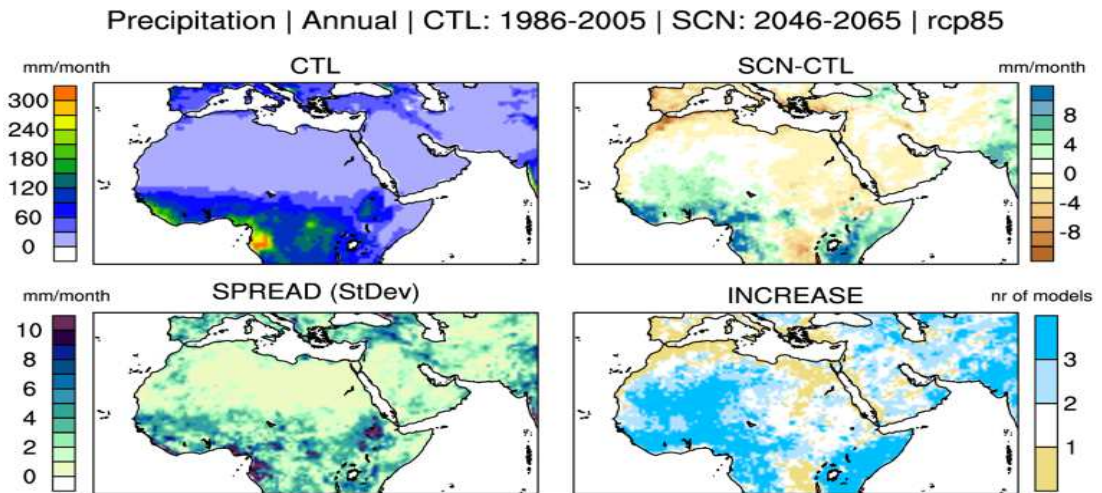 Precipitation | Annual | CTL: 1986-2005 | SCN: 2046-2065 | rcp85
mm/month
CTL
300
240
180
120
60
0
SCN-CTL
mm/month
8
4
0
-4
-8
mm/month
SPREAD (StDev)
10
8
6
4
2
0
INCREASE
nr of models
3
2
1